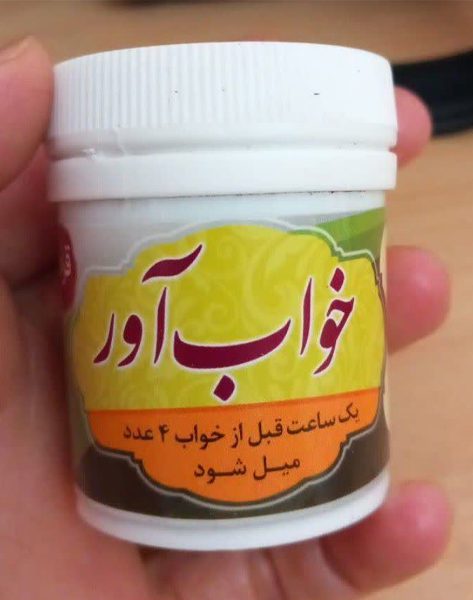 خواب آور
یک ساعت قبل از خواب ۴ عدد
میل شود